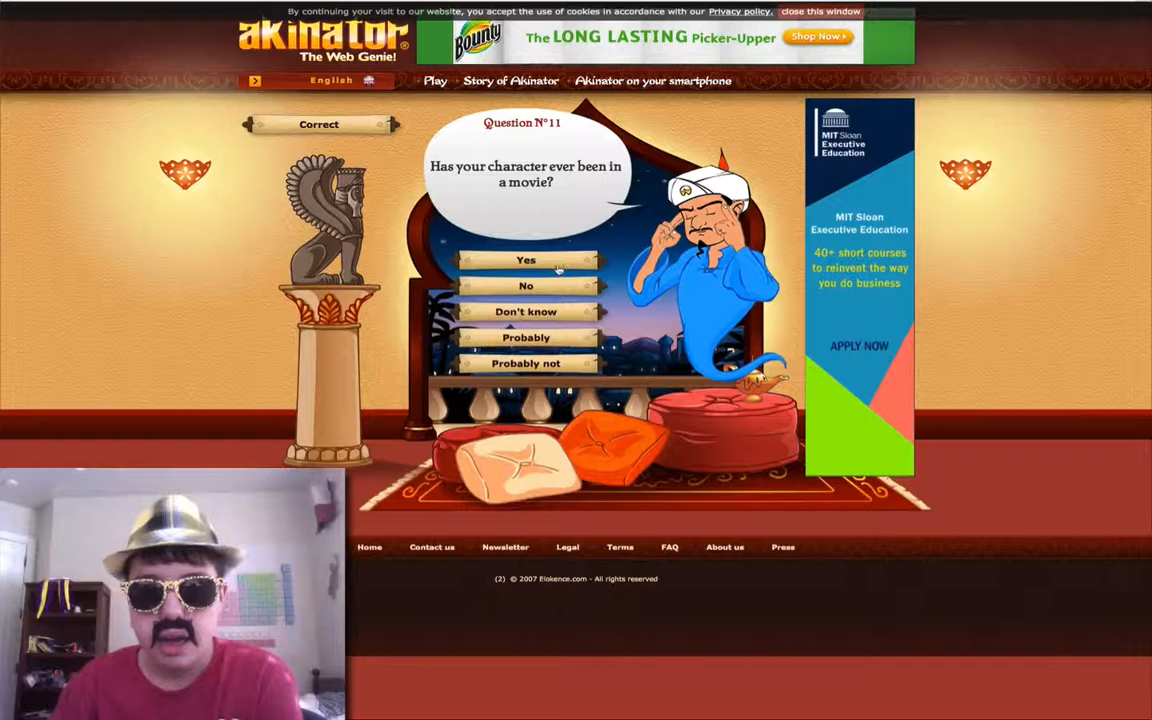 By continuing your visit to our website, you accept the use of cookies in accordance with our Privacy policy. close this window
akinator®
The Web Genie!
BOUNTY
The LONG LASTING Picker-Upper
Shop Now ›
English
Play
Story of Akinator
Akinator on your smartphone
Correct
Question N°11
Has your character ever been in
a movie?
Yes
No
Don't know
Probably
Probably not
MIT Sloan
Executive
Education
MIT Sloan
Executive Education
40+ short courses
to reinvent the way
you do business
APPLY NOW
Home
Contact us
Newsletter
Legal
Terms
FAQ
About us
Press
(2) © 2007 Elokence.com - All rights reserved